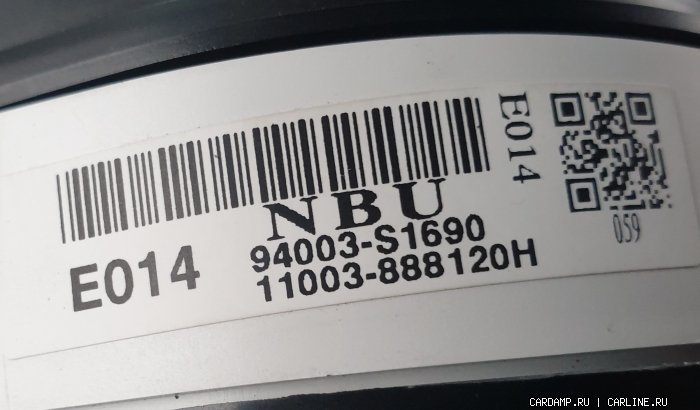 E014
NBU
94003-S1690
11003-888120H
E014
059
CARDAMP.RU | CARLINE.RU